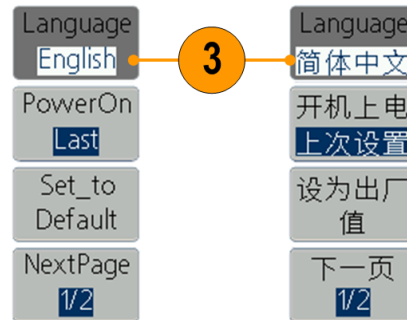 Language
English
PowerOn
Last
Set_to
Default
NextPage
1/2
3
Language
简体中文
开机上电
上次设置
设为出厂
值
下一页
1/2